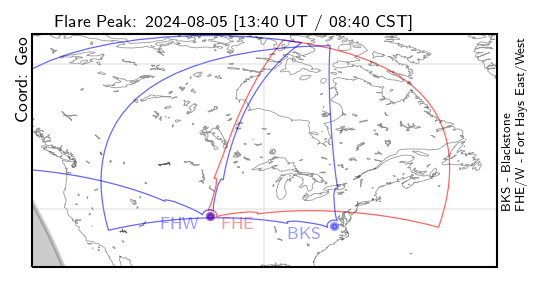 Flare Peak: 2024-08-05 [13:40 UT / 08:40 CST]
Coord: Geo
FHW
FHE
BKS
BKS - Blackstone
FHE/W - Fort Hays East/West